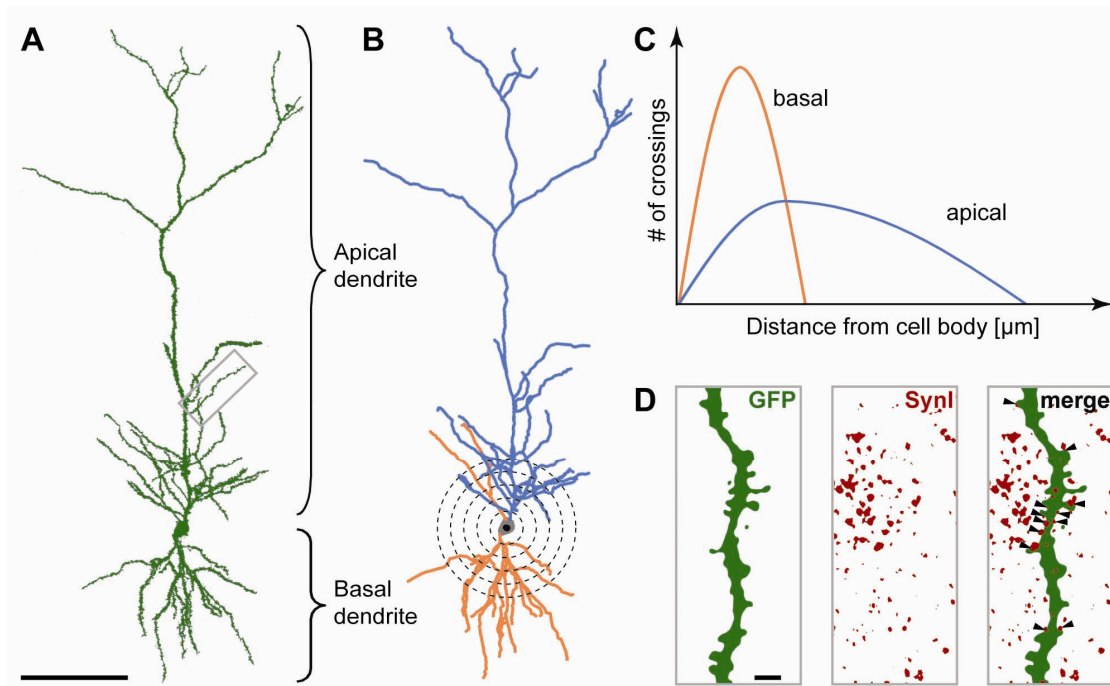 A
B
C
Apical
dendrite
Basal
dendrite
# of crossings
basal
apical
Distance from cell body [µm]
D
GFP
SynI
merge